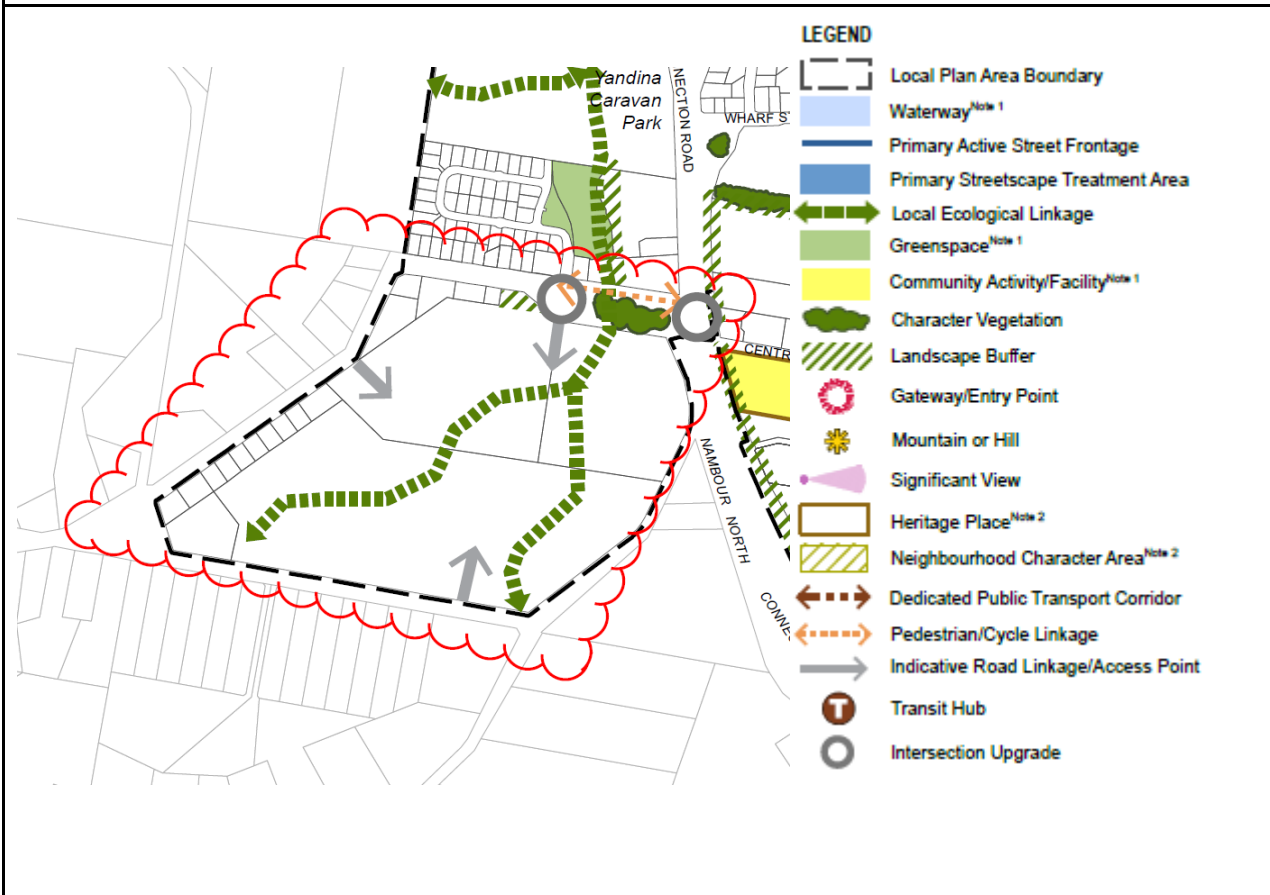 Yandina
Caravan
Park
NECTION ROAD
WHARF S
CENTR
NAMBOUR NORTH
CONNE
LEGEND
Local Plan Area Boundary
Waterway Note 1
Primary Active Street Frontage
Primary Streetscape Treatment Area
Local Ecological Linkage
Greenspace Note 1
Community Activity/Facility Note 1
Character Vegetation
Landscape Buffer
Gateway/Entry Point
Mountain or Hill
Significant View
Heritage Place Note 2
Neighbourhood Character Area Note 2
Dedicated Public Transport Corridor
Pedestrian/Cycle Linkage
Indicative Road Linkage/Access Point
T
Transit Hub
Intersection Upgrade